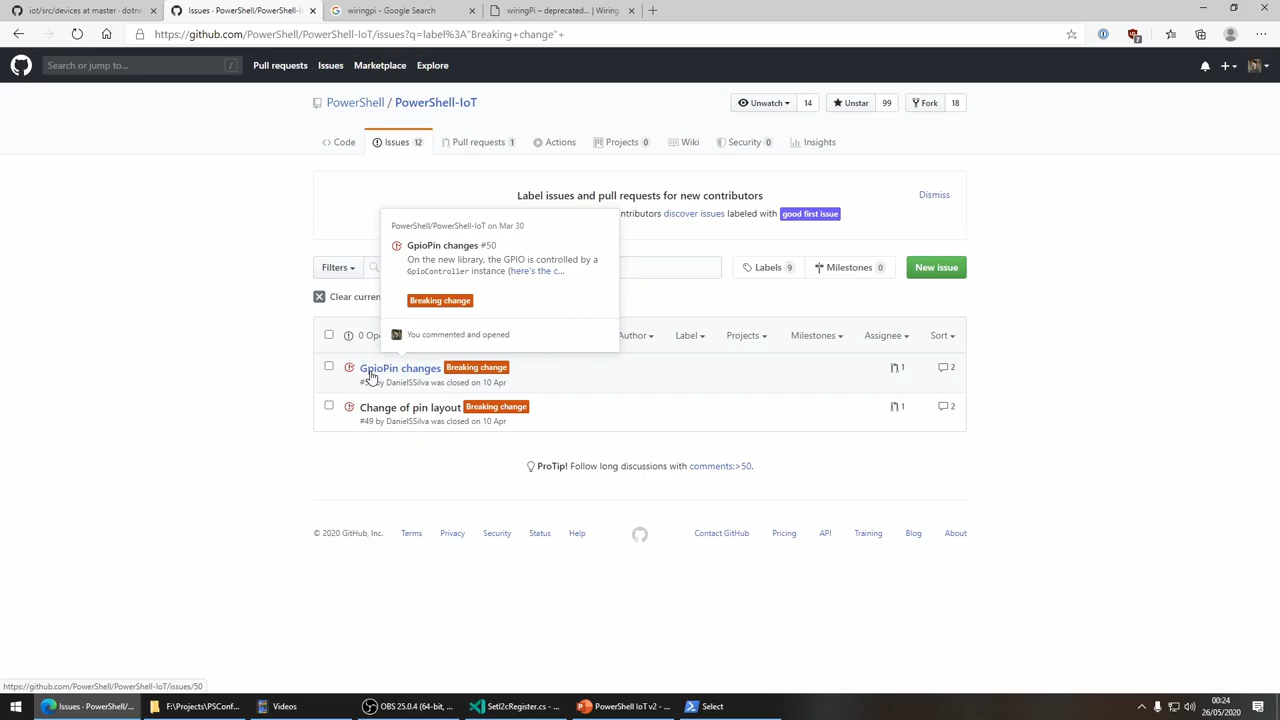 iot/src/devices at master · dotne
Issues · PowerShell/PowerShell-Io
wiringpi - Google Search
wiringPi – deprecated... | Wiring
https://github.com/PowerShell/PowerShell-IoT/issues?q=label%3A"Breaking+change"+
7
Search or jump to...
/
Pull requests
Issues
Marketplace
Explore
PowerShell / PowerShell-IoT
Unwatch
14
Unstar
99
Fork
18
Code
Issues 12
Pull requests 1
Actions
Projects 0
Wiki
Security 0
Insights
Label issues and pull requests for new contributors
Dismiss
ntributors discover issues labeled with good first issue
PowerShell/PowerShell-IoT on Mar 30
GpioPin changes #50
On the new library, the GPIO is controlled by a
GpioController instance (here's the c...
Breaking change
You commented and opened
Filters
Labels 9
Milestones 0
New issue
Clear curren
0 Ope
Author
Label
Projects
Milestones
Assignee
Sort
GpioPin changes Breaking change
1
2
by DanielSSilva was closed on 10 Apr
Change of pin layout Breaking change
1
2
#49 by DanielSSilva was closed on 10 Apr
ProTip! Follow long discussions with comments:>50.
© 2020 GitHub, Inc.
Terms
Privacy
Security
Status
Help
Contact GitHub
Pricing
API
Training
Blog
About
https://github.com/PowerShell/PowerShell-IoT/issues/50
Issues · PowerShell/...
F:\Projects\PSConf...
Videos
OBS 25.0.4 (64-bit, ...
SetI2cRegister.cs - ...
PowerShell IoT v2 - ...
Select
00:24
26/05/2020